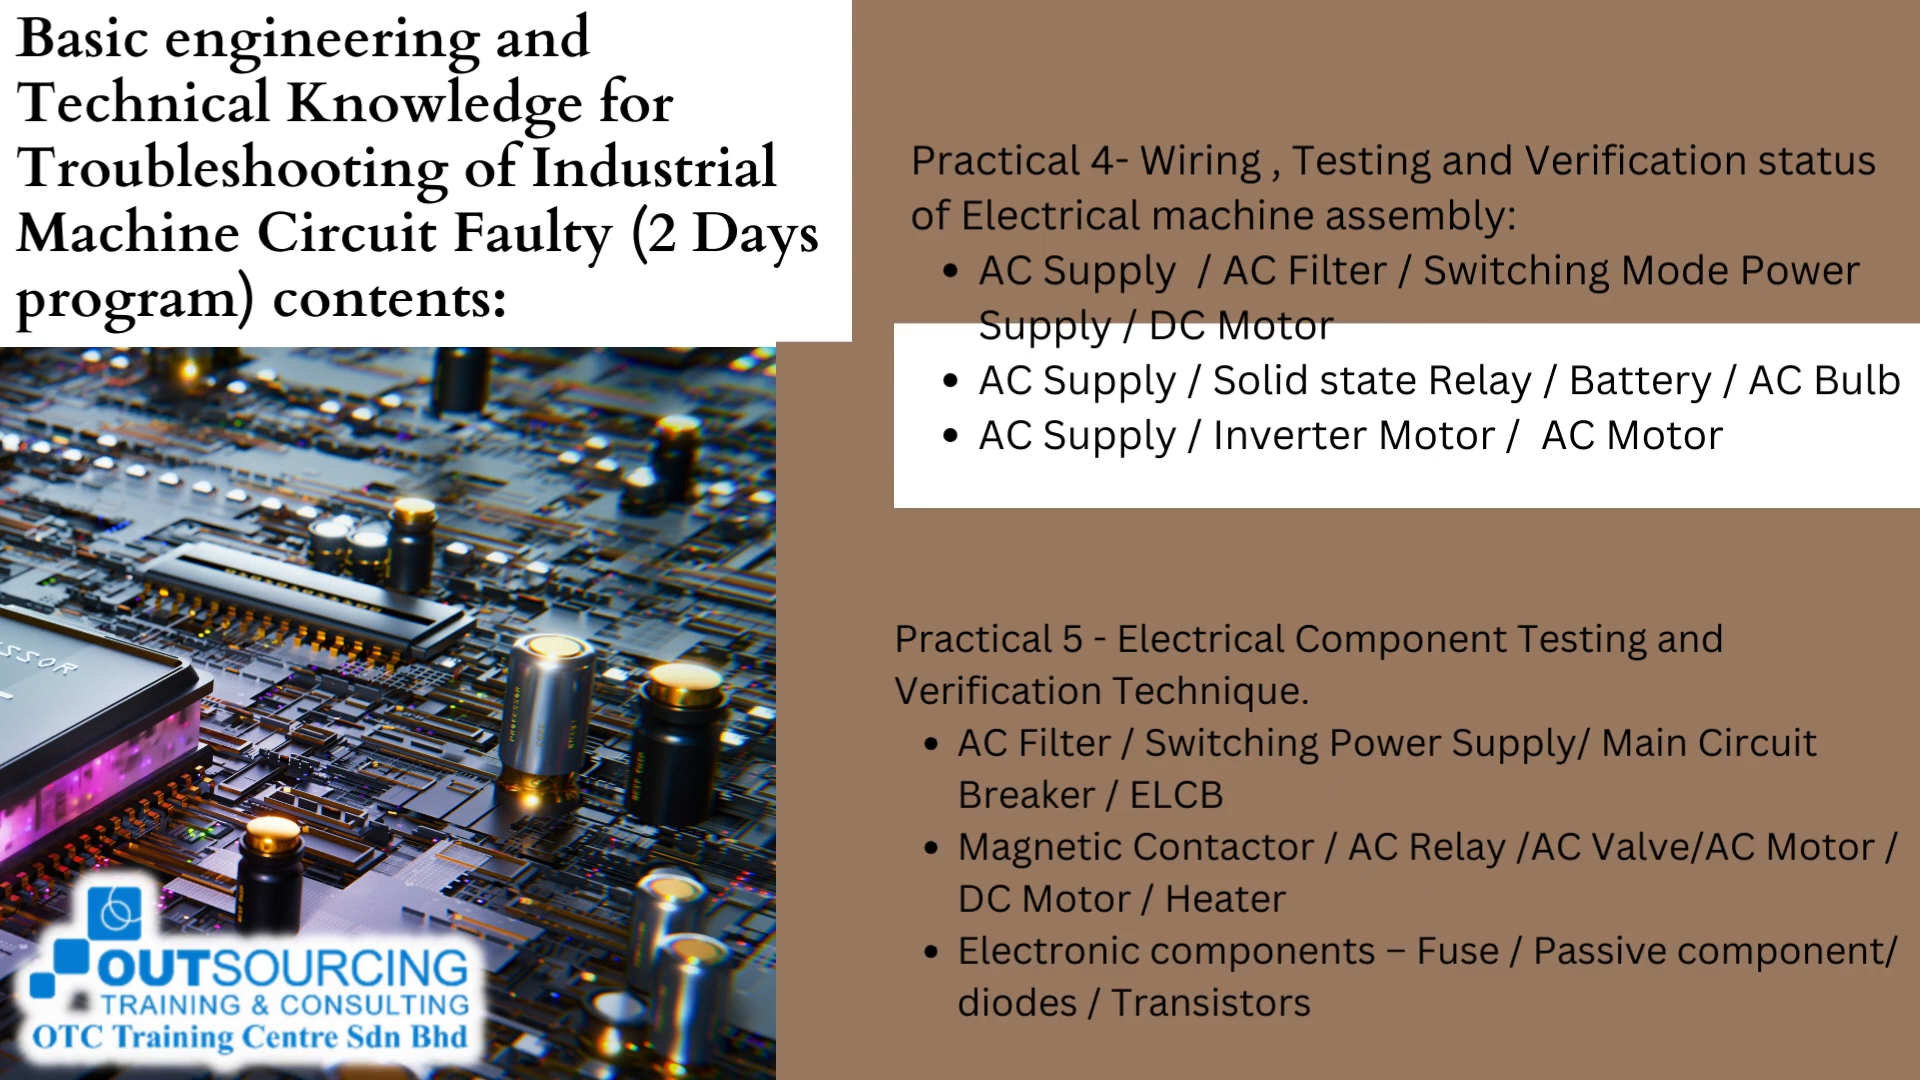 Basic engineering and
Technical Knowledge for
Troubleshooting of Industrial
Machine Circuit Faulty (2 Days
program) contents:
Practical 4- Wiring , Testing and Verification status
of Electrical machine assembly:
• AC Supply  / AC Filter / Switching Mode Power
Supply / DC Motor
• AC Supply / Solid state Relay / Battery / AC Bulb
• AC Supply / Inverter Motor /  AC Motor
Practical 5 - Electrical Component Testing and
Verification Technique.
• AC Filter / Switching Power Supply/ Main Circuit
Breaker / ELCB
• Magnetic Contactor / AC Relay /AC Valve/AC Motor /
DC Motor / Heater
• Electronic components – Fuse / Passive component/
diodes / Transistors
OUTSOURCING
TRAINING & CONSULTING
OTC Training Centre Sdn Bhd